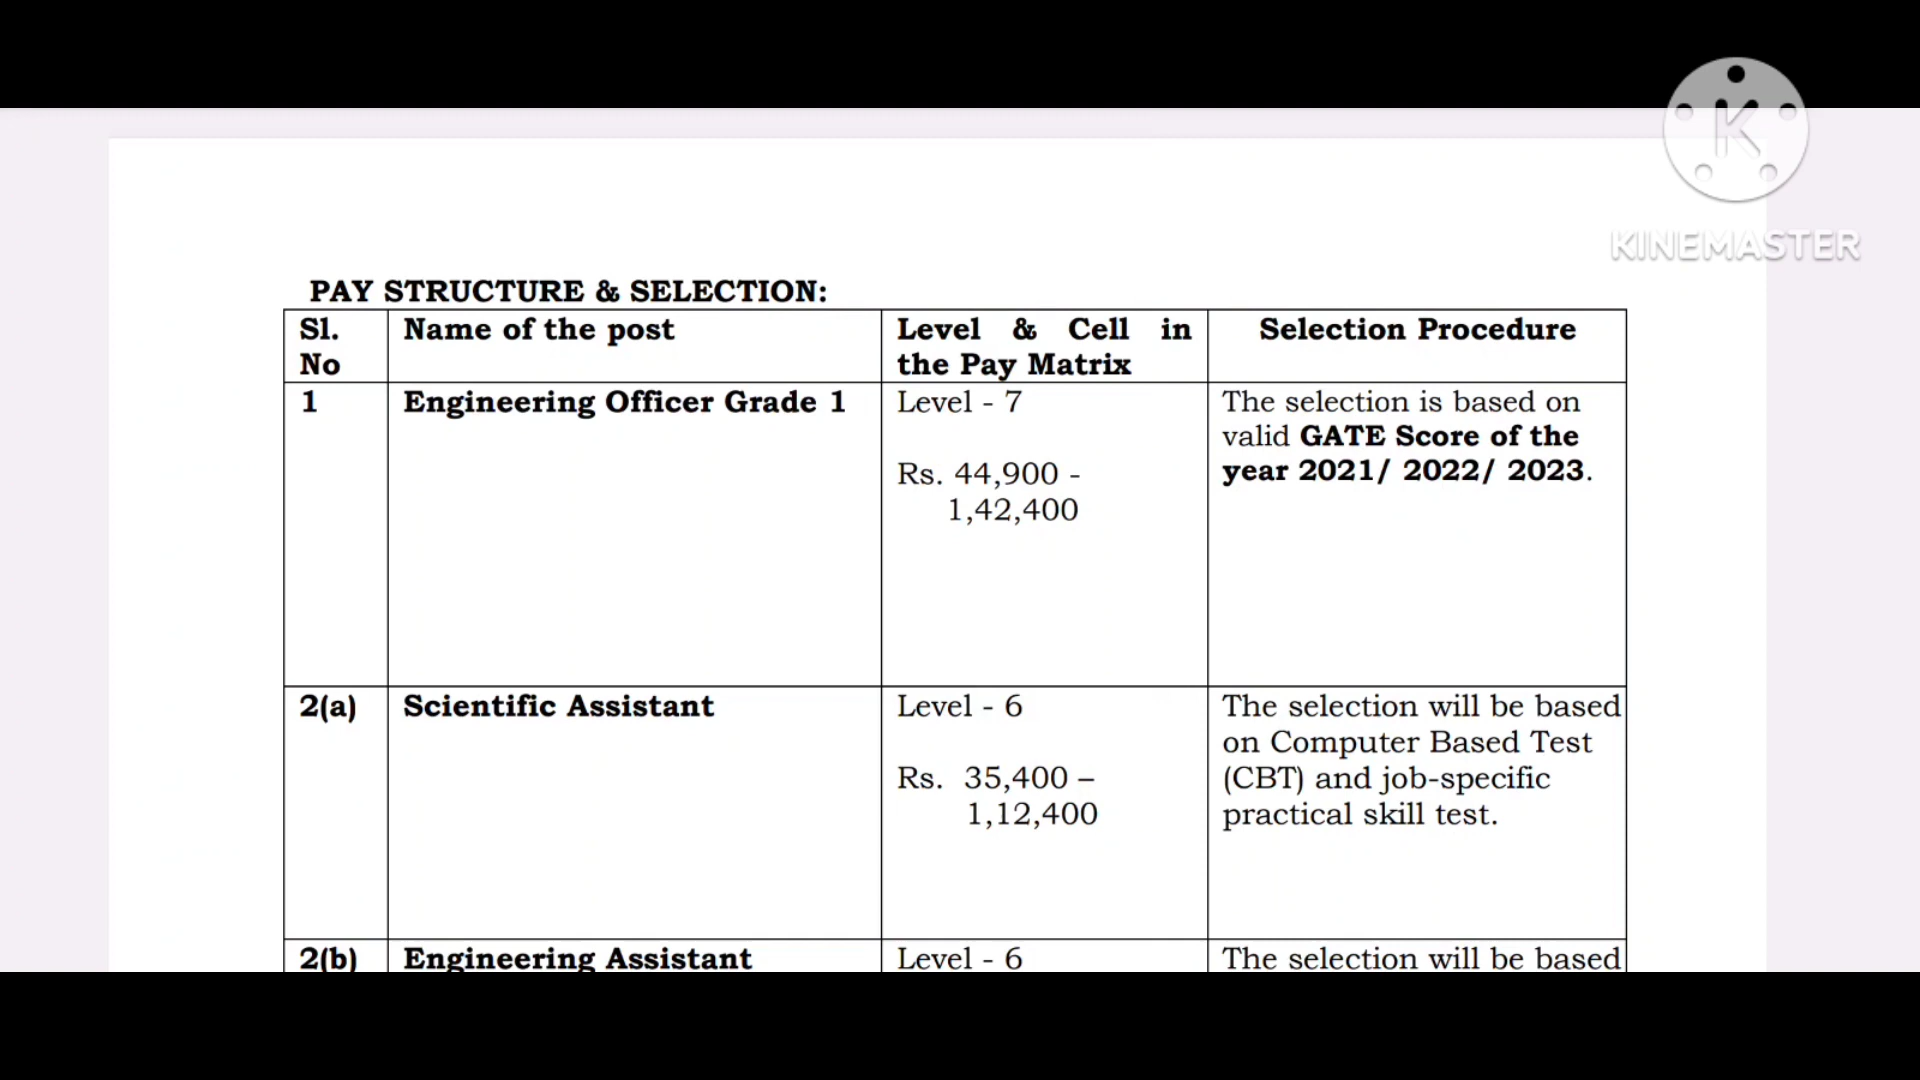 K
KINEMASTER
PAY STRUCTURE & SELECTION:
Sl. No
Name of the post
Level & Cell in
the Pay Matrix
Selection Procedure
1
Engineering Officer Grade 1
Level - 7
Rs. 44,900 -
1,42,400
The selection is based on
valid GATE Score of the
year 2021/ 2022/ 2023.
2(a)
Scientific Assistant
Level - 6
Rs. 35,400 –
1,12,400
The selection will be based
on Computer Based Test
(CBT) and job-specific
practical skill test.
2(b)
Engineering Assistant
Level - 6
The selection will be based